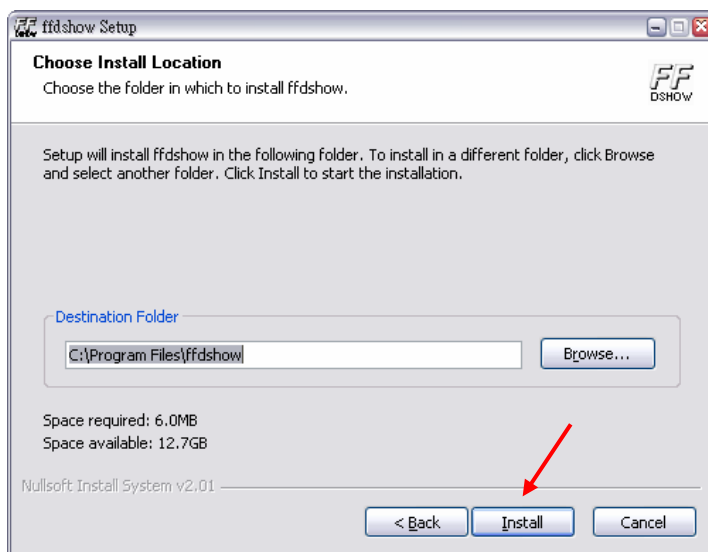 ffdshow Setup
Choose Install Location
Choose the folder in which to install ffdshow.
FF
DSHOW
Setup will install ffdshow in the following folder. To install in a different folder, click Browse
and select another folder. Click Install to start the installation.
Destination Folder
C:\Program Files\ffdshow
Browse...
Space required: 6.0MB
Space available: 12.7GB
Nullsoft Install System v2.01
< Back
Install
Cancel